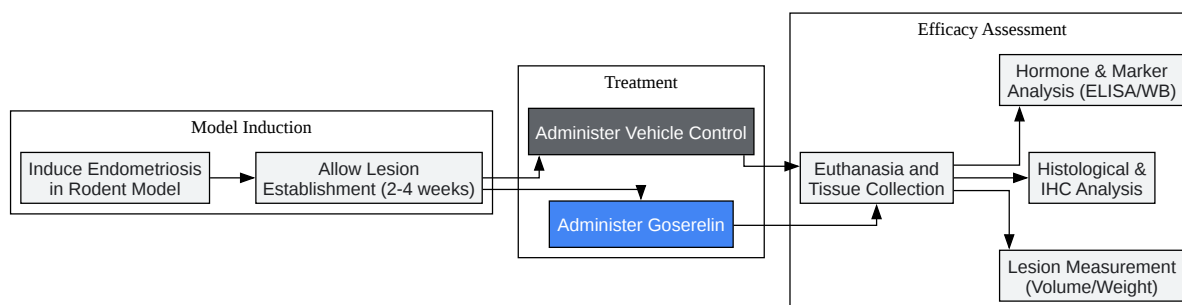 Model Induction
Induce Endometriosis
in Rodent Model
Allow Lesion
Establishment (2-4 weeks)
Treatment
Administer Vehicle Control
Administer Goserelin
Efficacy Assessment
Euthanasia and
Tissue Collection
Hormone & Marker
Analysis (ELISA/WB)
Histological &
IHC Analysis
Lesion Measurement
(Volume/Weight)